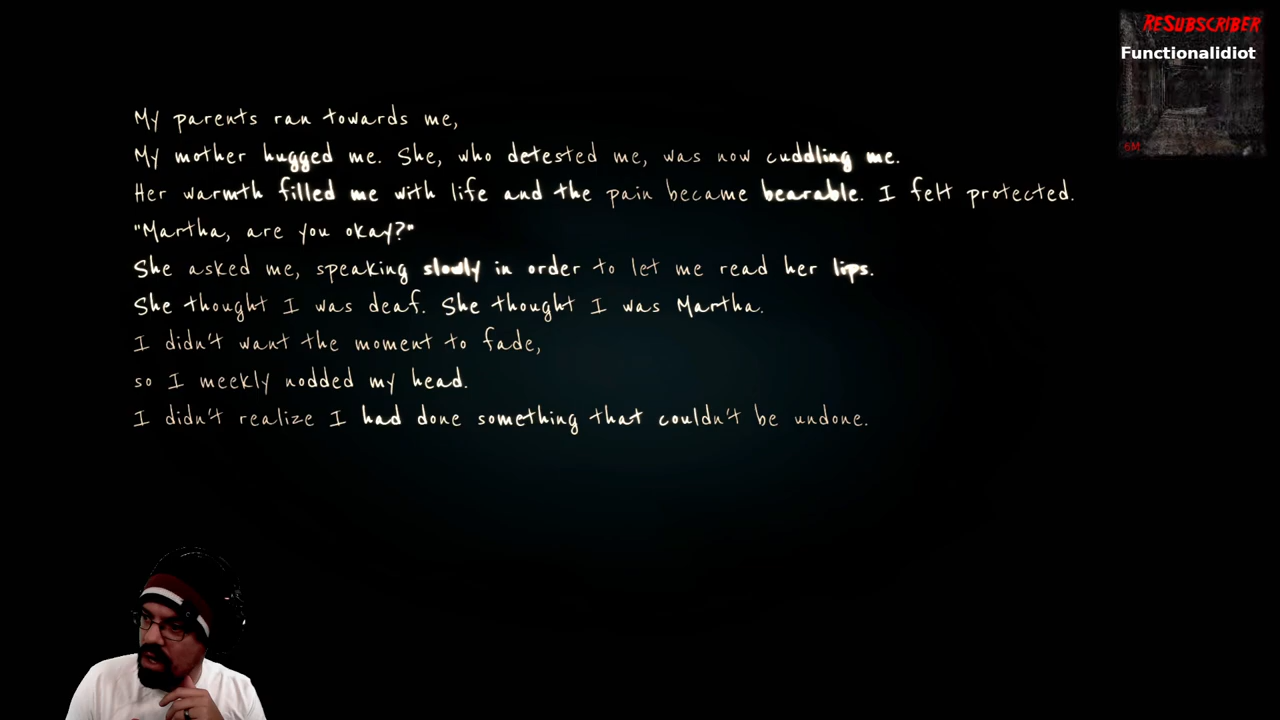 ReSubscriber
Functionalidiot
6M
My parents ran towards me,
My mother hugged me. She, who detested me, was now cuddling me.
Her warmth filled me with life and the pain became bearable. I felt protected.
"Martha, are you okay?"
She asked me, speaking slowly in order to let me read her lips.
She thought I was deaf. She thought I was Martha.
I didn't want the moment to fade,
so I meekly nodded my head.
I didn't realize I had done something that couldn't be undone.